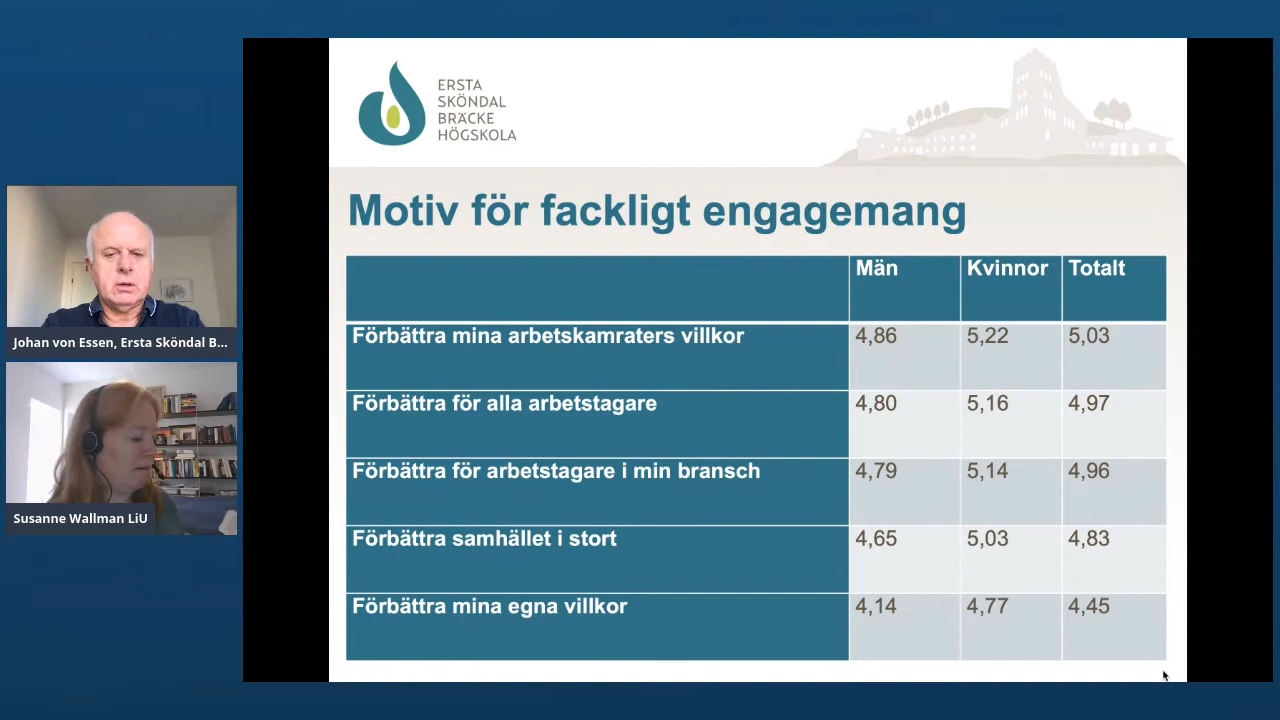 ERSTA
SKÖNDAL
BRÄCKE
HÖGSKOLA
Motiv för fackligt engagemang
Män Kvinnor Totalt
Förbättra mina arbetskamraters villkor 4,86 5,22 5,03
Förbättra för alla arbetstagare 4,80 5,16 4,97
Förbättra för arbetstagare i min bransch 4,79 5,14 4,96
Förbättra samhället i stort 4,65 5,03 4,83
Förbättra mina egna villkor 4,14 4,77 4,45
Johan von Essen, Ersta Sköndal B...
Susanne Wallman LiU